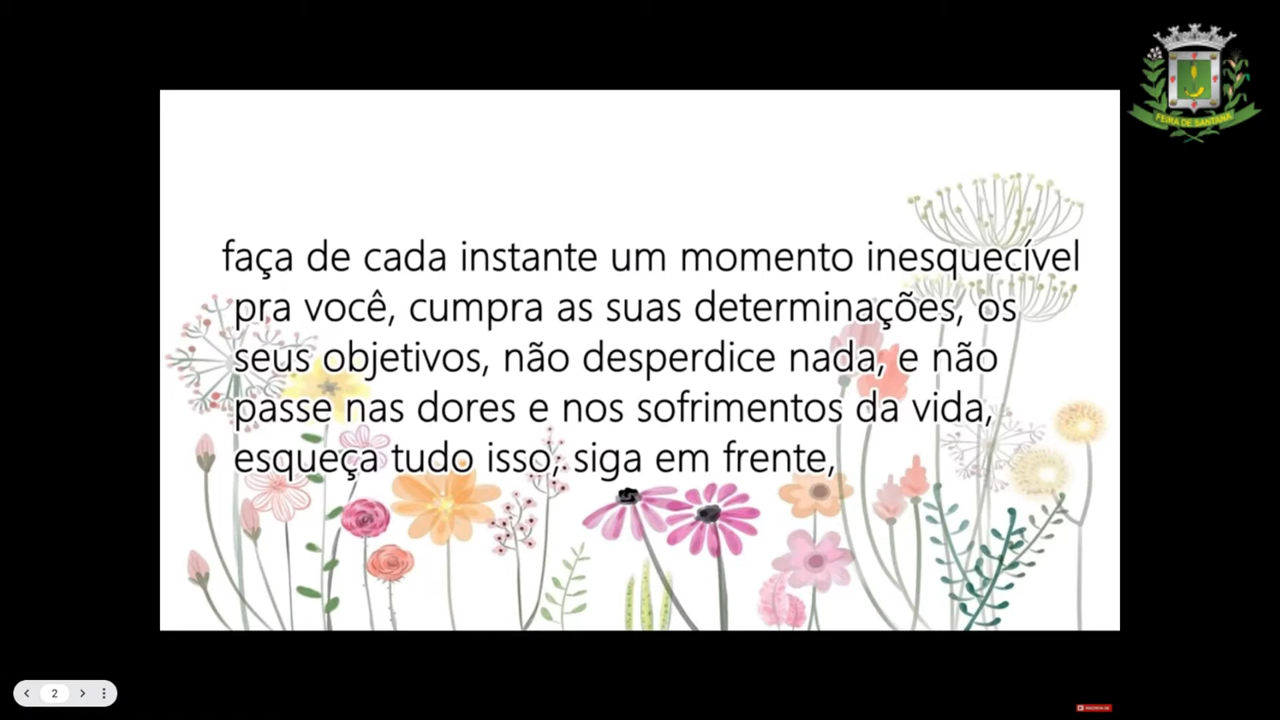 FEIRA DE SANTANA
faça de cada instante um momento inesquecível
pra você, cumpra as suas determinações, os
seus objetivos, não desperdice nada, e não
passe nas dores e nos sofrimentos da vida,
esqueça tudo isso, siga em frente,
2